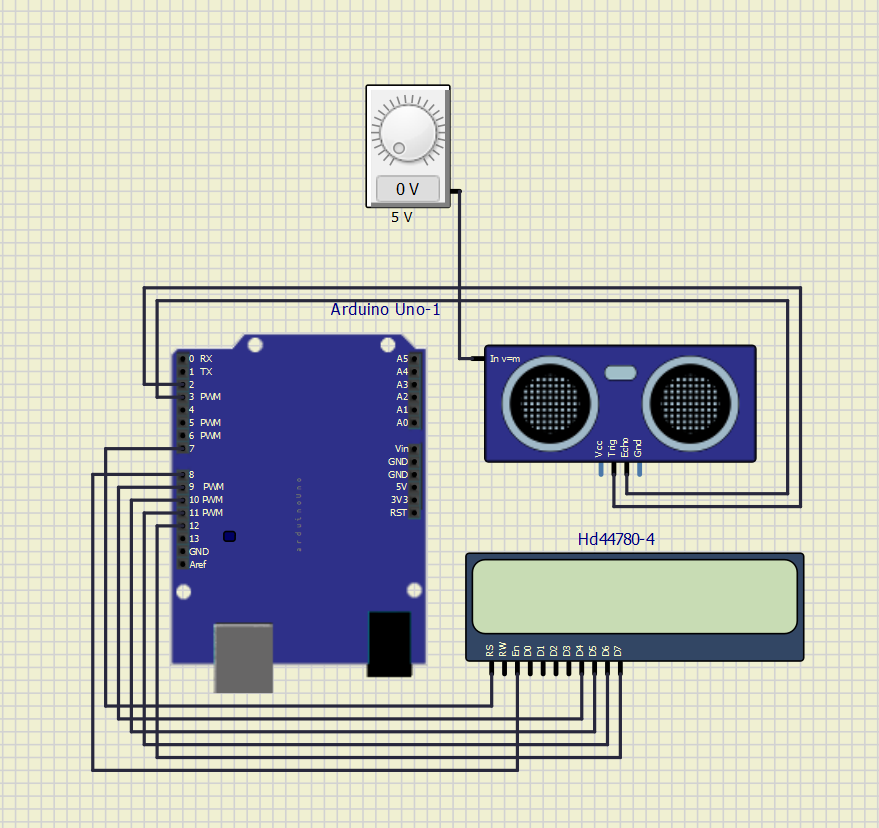 0 V
5 V
Arduino Uno-1
0 RX
1 TX
2
3 PWM
4
5 PWM
6 PWM
7
8
9 PWM
10 PWM
11 PWM
12
13
GND
Aref
A5
A4
A3
A2
A1
A0
Vin
GND
GND
5V
3V3
RST
arduinoUno
In v=m
Vcc
Trig
Echo
Gnd
Hd44780-4
RS
RW
En
D0
D1
D2
D3
D4
D5
D6
D7